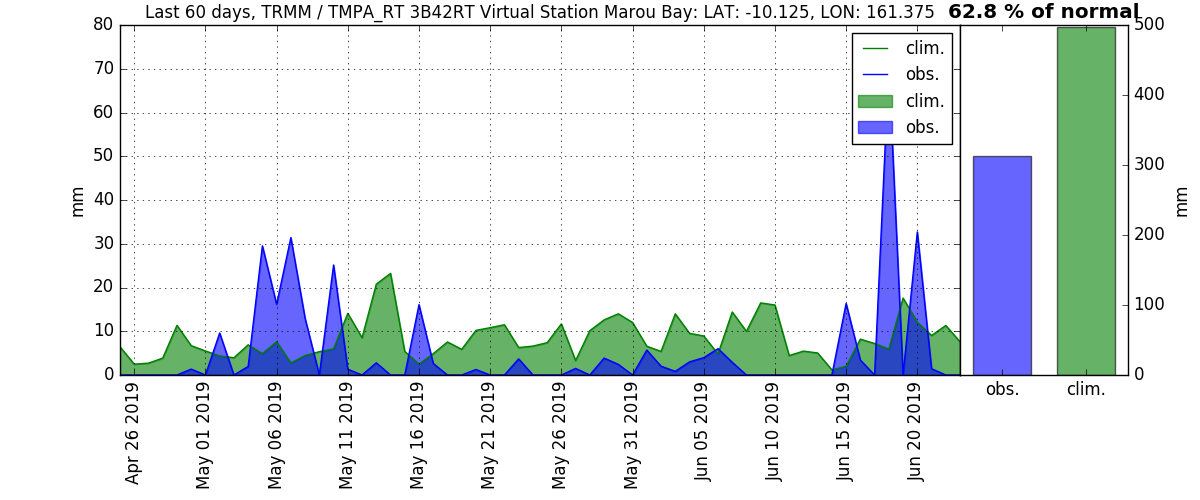 Last 60 days, TRMM / TMPA_RT 3B42RT Virtual Station Marou Bay: LAT: -10.125, LON: 161.375
62.8 % of normal
80
70
60
50
40
30
20
10
0
mm
clim.
obs.
clim.
obs.
Apr 26 2019
May 01 2019
May 06 2019
May 11 2019
May 16 2019
May 21 2019
May 26 2019
May 31 2019
Jun 05 2019
Jun 10 2019
Jun 15 2019
Jun 20 2019
obs.
clim.
500
400
300
200
100
0
mm